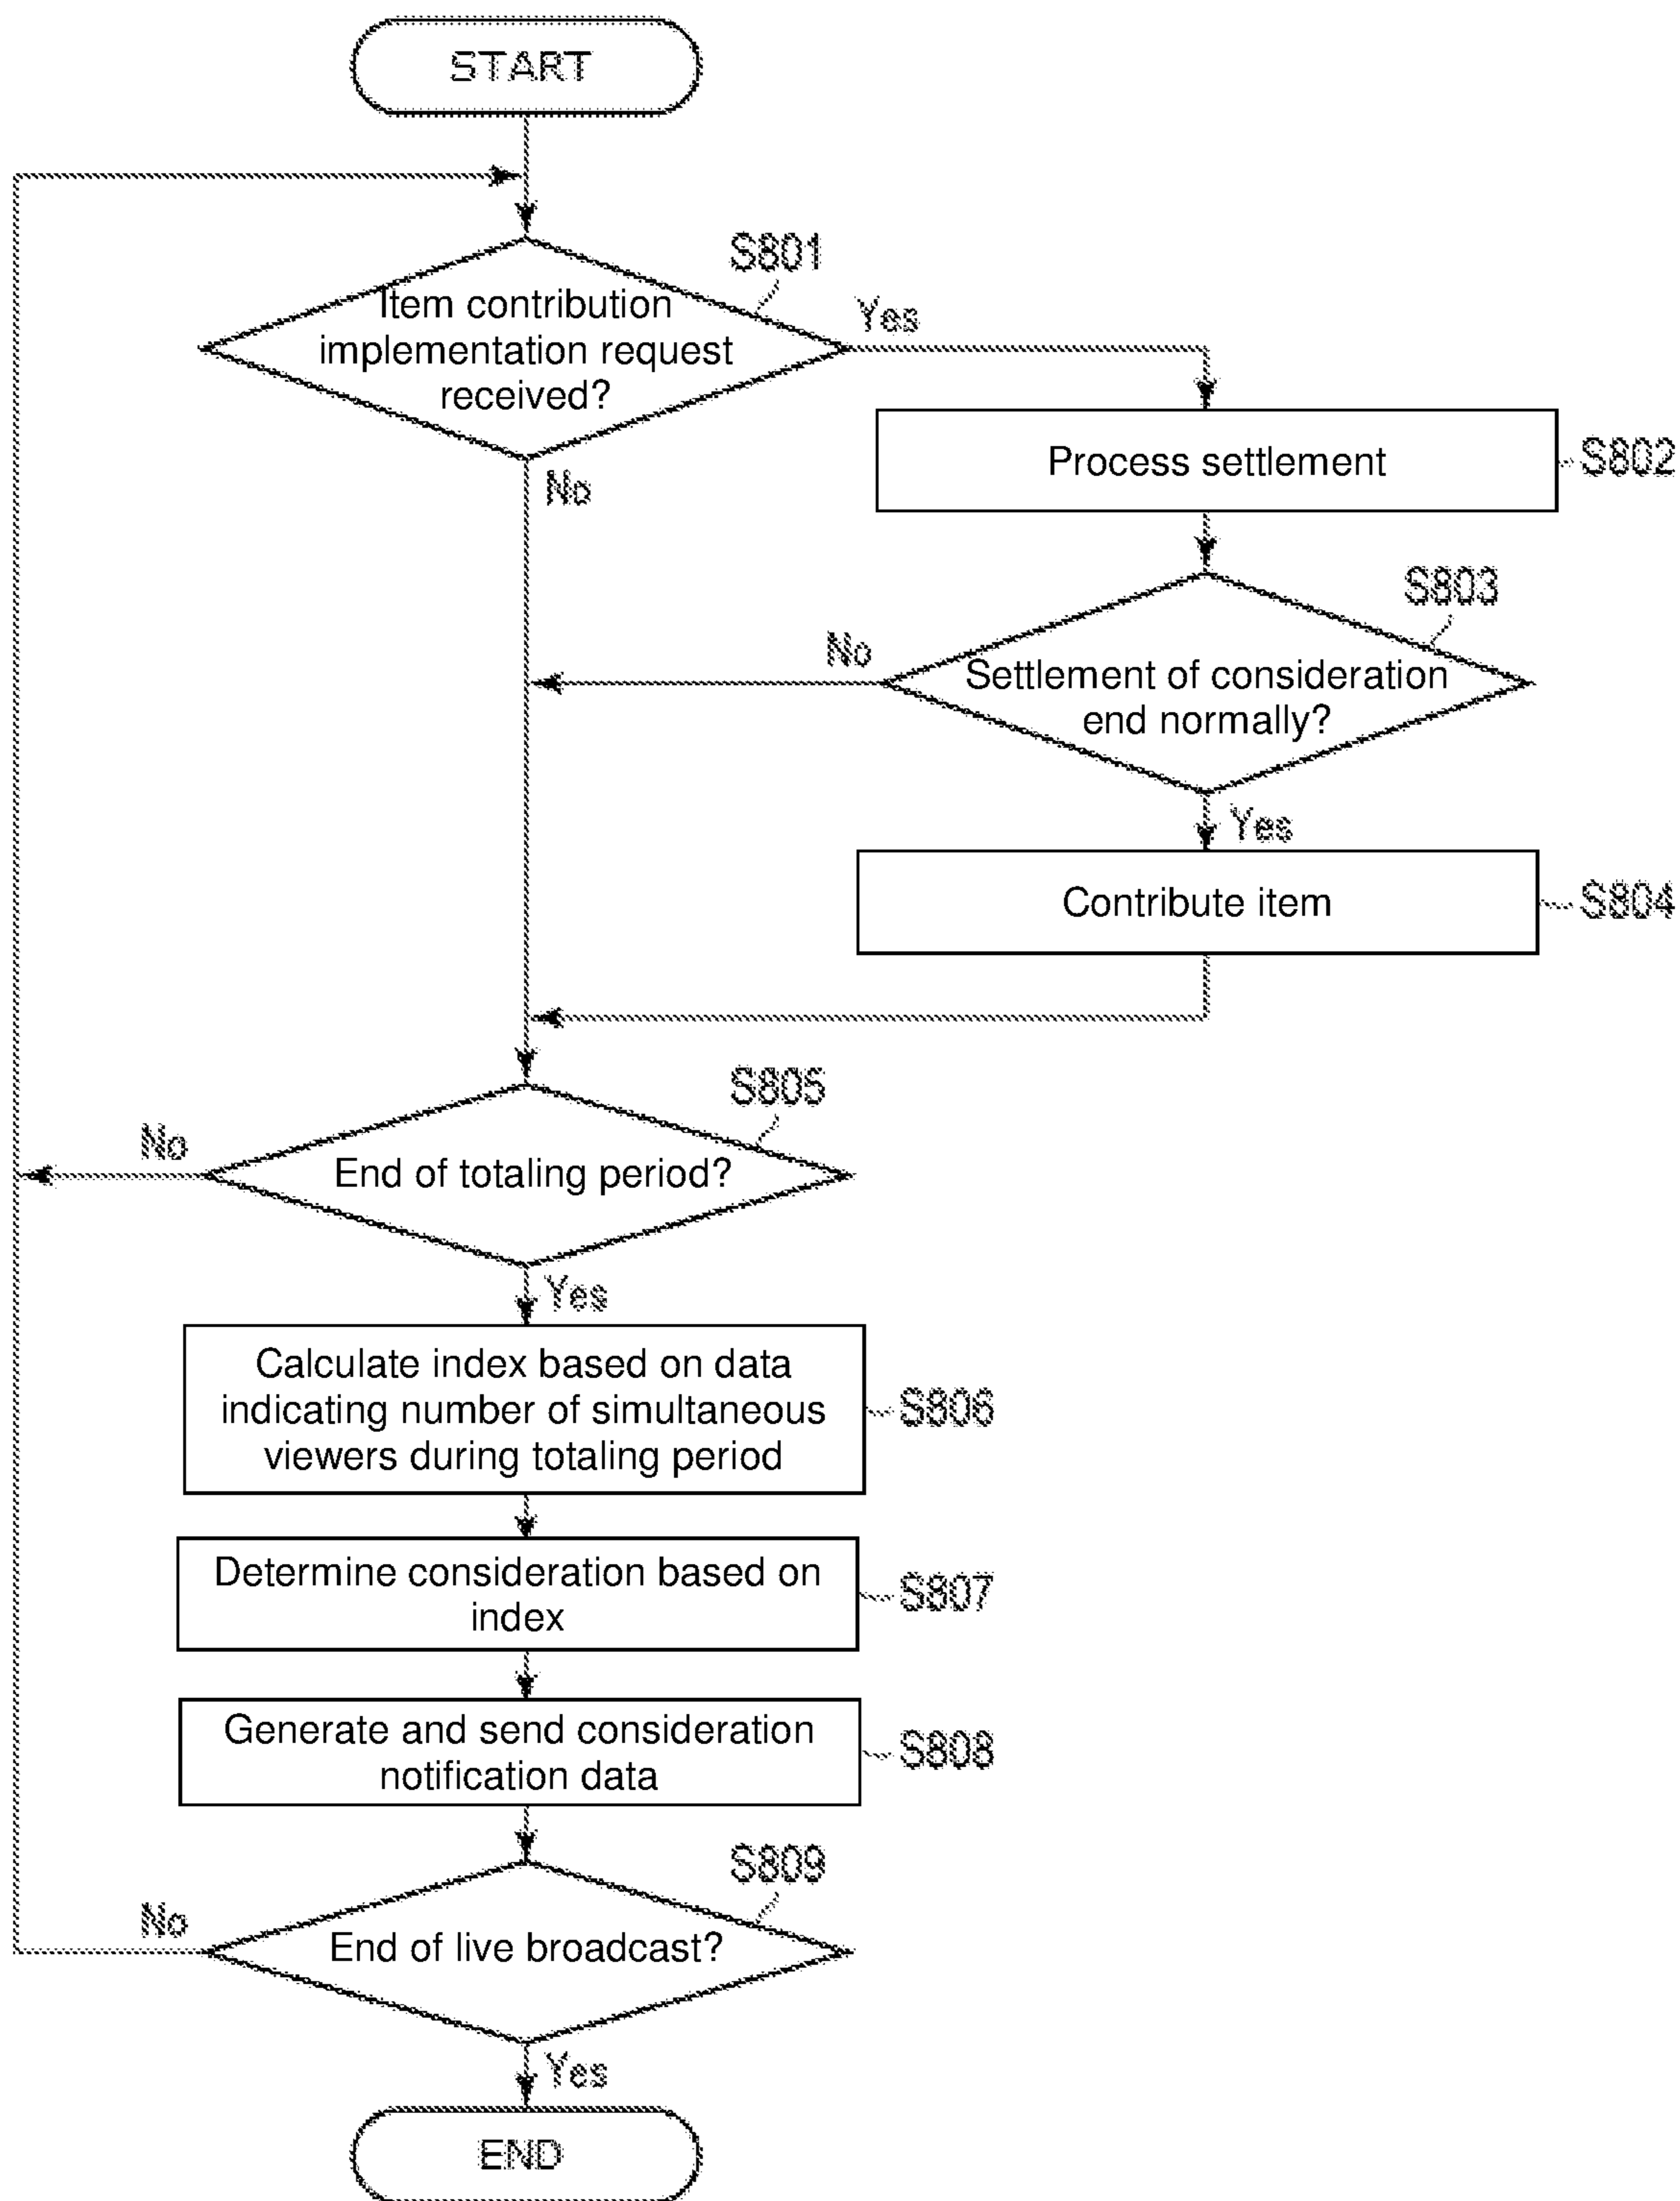 START
S801
Item contribution
implementation request
received?
Yes
No
Process settlement
S802
S803
No
Settlement of consideration
end normally?
Yes
Contribute item
S804
S805
No
End of totaling period?
Yes
Calculate index based on data
indicating number of simultaneous
viewers during totaling period
S806
Determine consideration based on
index
S807
Generate and send consideration
notification data
S808
S809
No
End of live broadcast?
Yes
END